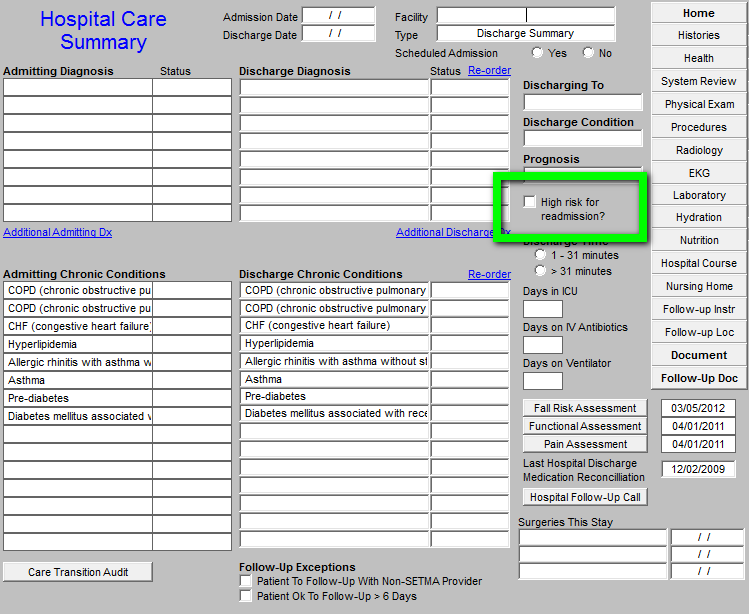 Hospital Care
Summary
Admission Date / /
Discharge Date / /
Facility
Type Discharge Summary
Scheduled Admission Yes No
Admitting Diagnosis Status
Additional Admitting Dx
Discharge Diagnosis Status Re-order
Additional Discharge Dx
Discharging To
Discharge Condition
Prognosis
High risk for
readmission?
Discharge Time
1 - 31 minutes
> 31 minutes
Days in ICU
Days on IV Antibiotics
Days on Ventilator
Admitting Chronic Conditions
COPD (chronic obstructive pu
COPD (chronic obstructive pu
CHF (congestive heart failure)
Hyperlipidemia
Allergic rhinitis with asthma w
Asthma
Pre-diabetes
Diabetes mellitus associated v
Discharge Chronic Conditions Re-order
COPD (chronic obstructive pulmonary
COPD (chronic obstructive pulmonary
CHF (congestive heart failure)
Hyperlipidemia
Allergic rhinitis with asthma without st
Asthma
Pre-diabetes
Diabetes mellitus associated with rece
Fall Risk Assessment 03/05/2012
Functional Assessment 04/01/2011
Pain Assessment 04/01/2011
Last Hospital Discharge
Medication Reconcilliation 12/02/2009
Hospital Follow-Up Call
Surgeries This Stay
/ /
/ /
/ /
Care Transition Audit
Follow-Up Exceptions
Patient To Follow-Up With Non-SETMA Provider
Patient Ok To Follow-Up > 6 Days
Home
Histories
Health
System Review
Physical Exam
Procedures
Radiology
EKG
Laboratory
Hydration
Nutrition
Hospital Course
Nursing Home
Follow-up Instr
Follow-up Loc
Document
Follow-Up Doc